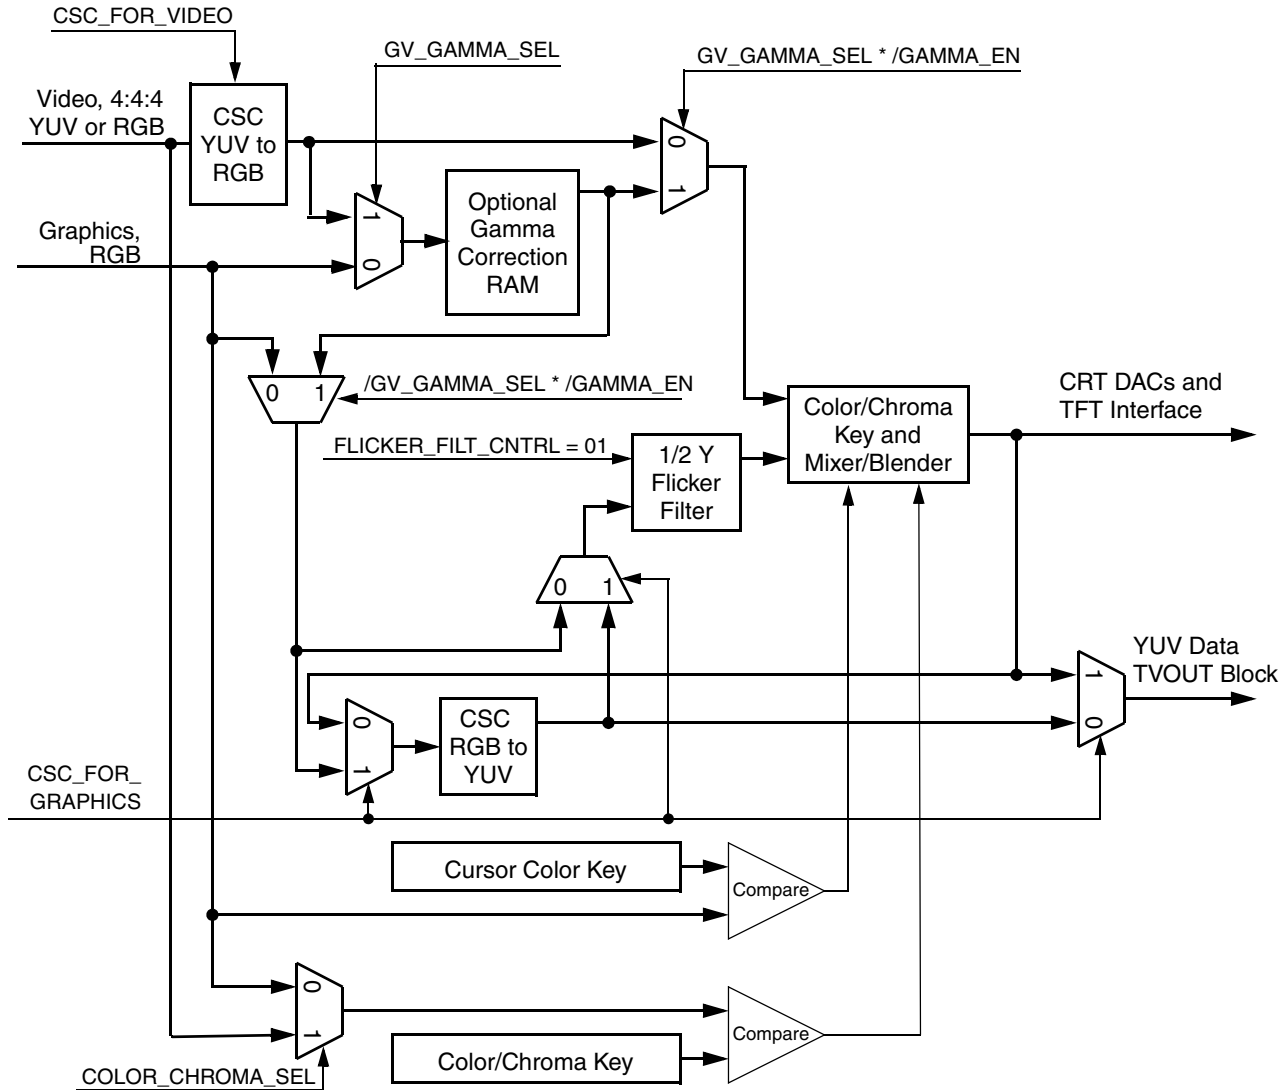 CSC_FOR_VIDEO
GV_GAMMA_SEL
GV_GAMMA_SEL * /GAMMA_EN
Video, 4:4:4
YUV or RGB
CSC
YUV to
RGB
0
1
1
0
Optional
Gamma
Correction
RAM
Graphics,
RGB
0 1
/GV_GAMMA_SEL * /GAMMA_EN
Color/Chroma
Key and
Mixer/Blender
CRT DACs and
TFT Interface
FLICKER_FILT_CNTRL = 01
1/2 Y
Flicker
Filter
0 1
YUV Data
TVOUT Block
1
0
0
1
CSC
RGB to
YUV
CSC_FOR_
GRAPHICS
Cursor Color Key
Compare
0
1
Compare
Color/Chroma Key
COLOR_CHROMA_SEL